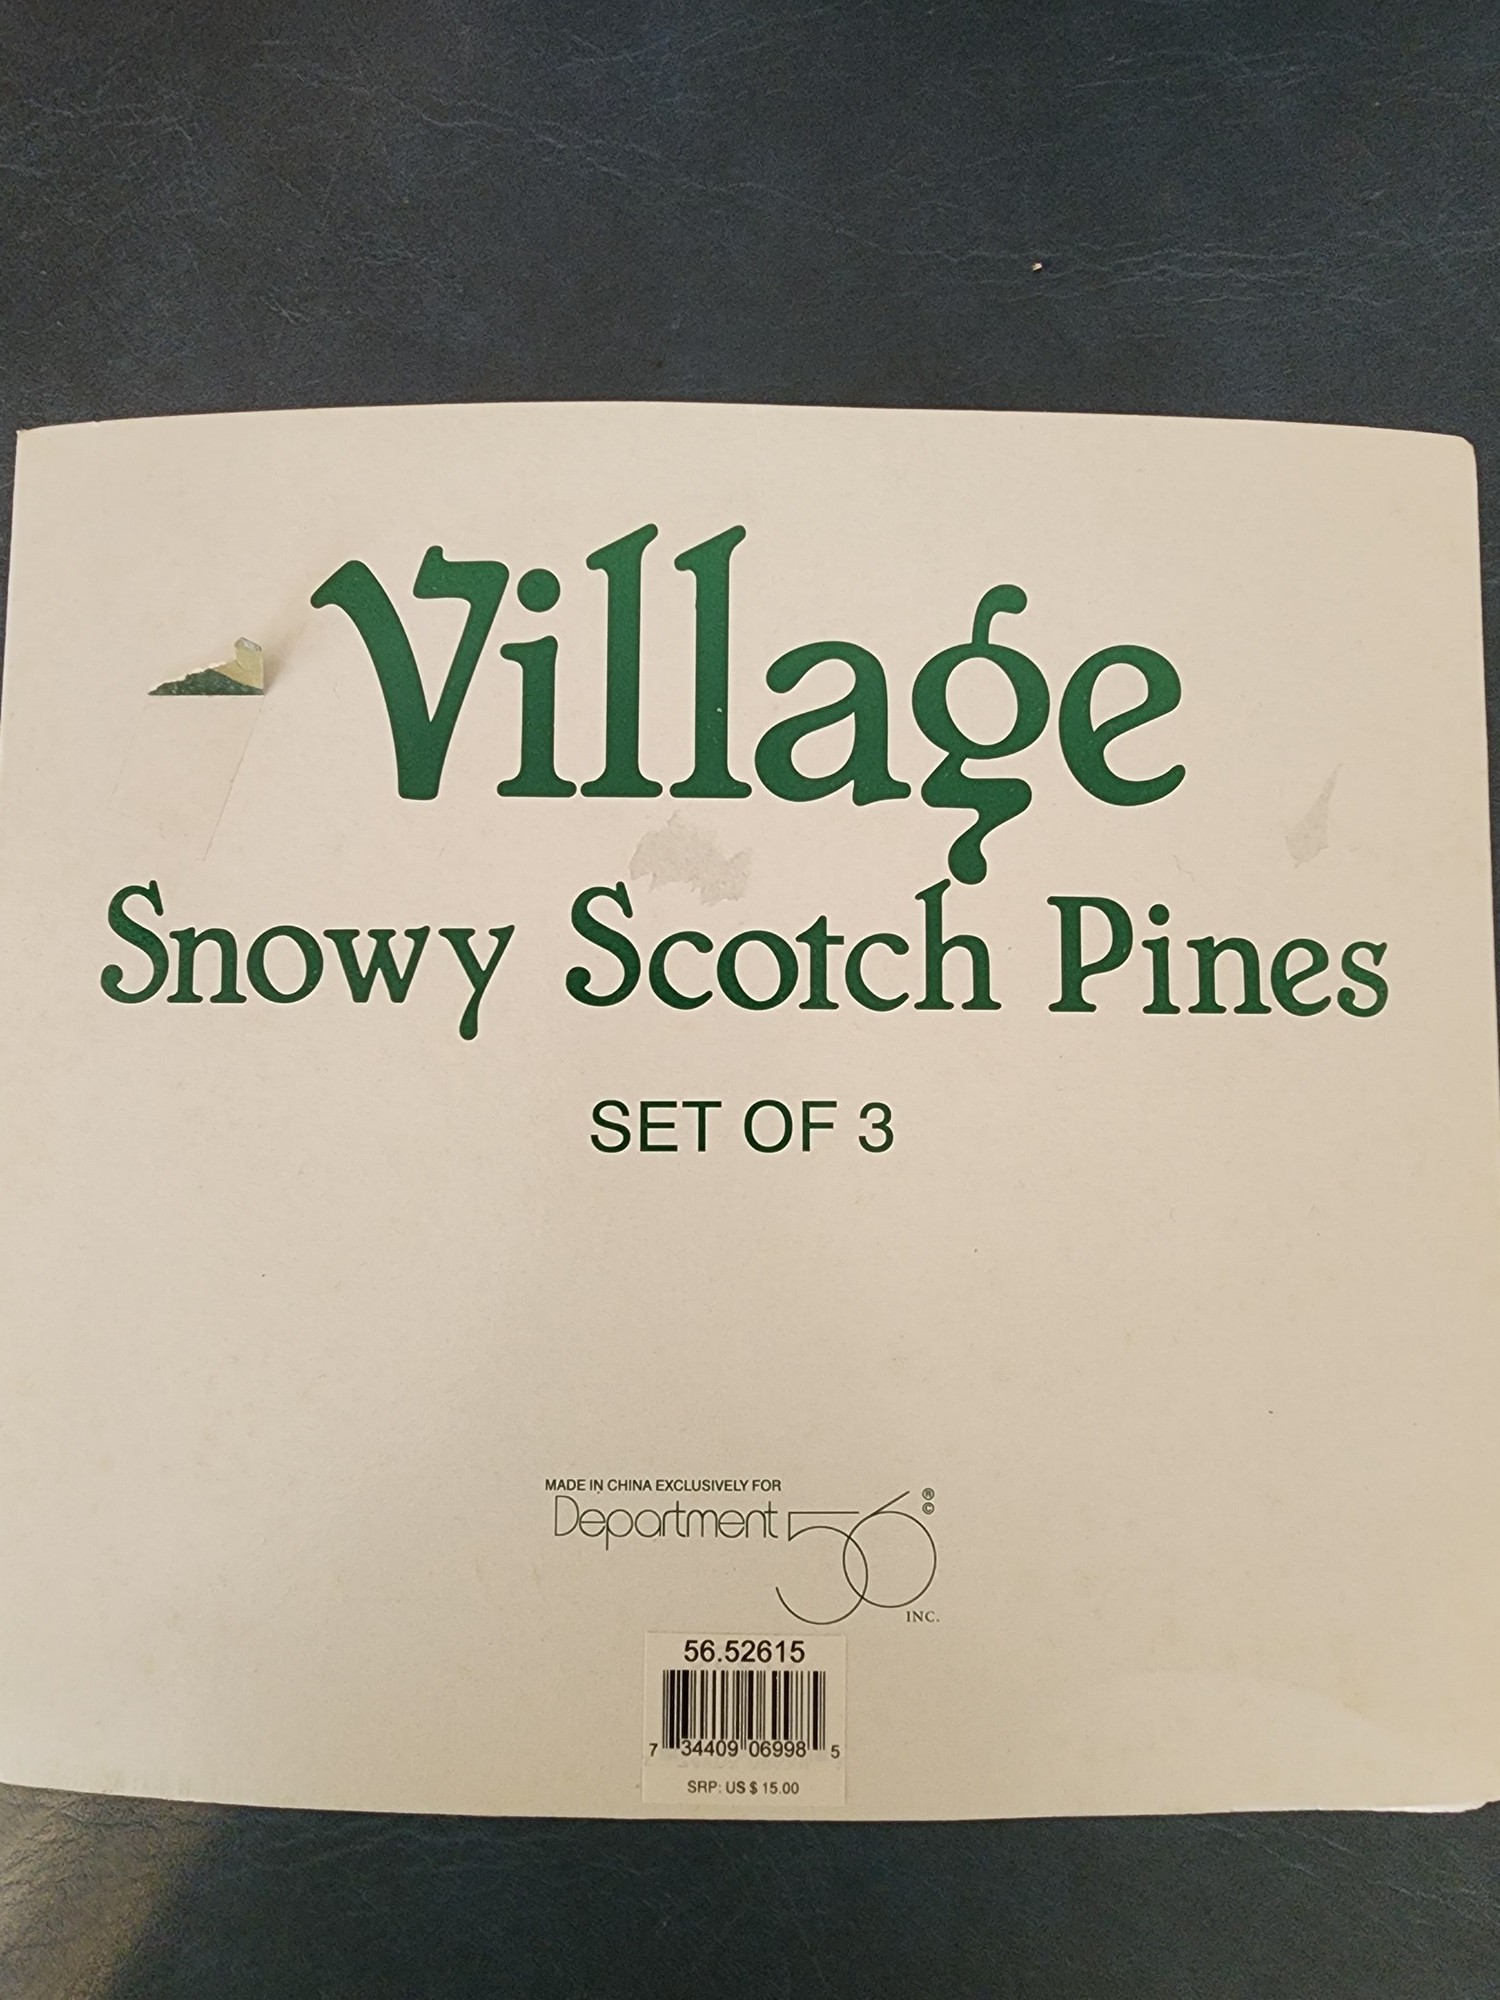 Village
Snowy Scotch Pines
SET OF 3
MADE IN CHINA EXCLUSIVELY FOR
Department 56 ® ©
INC.
56.52615
7 34409 06998 5
SRP: US $ 15.00